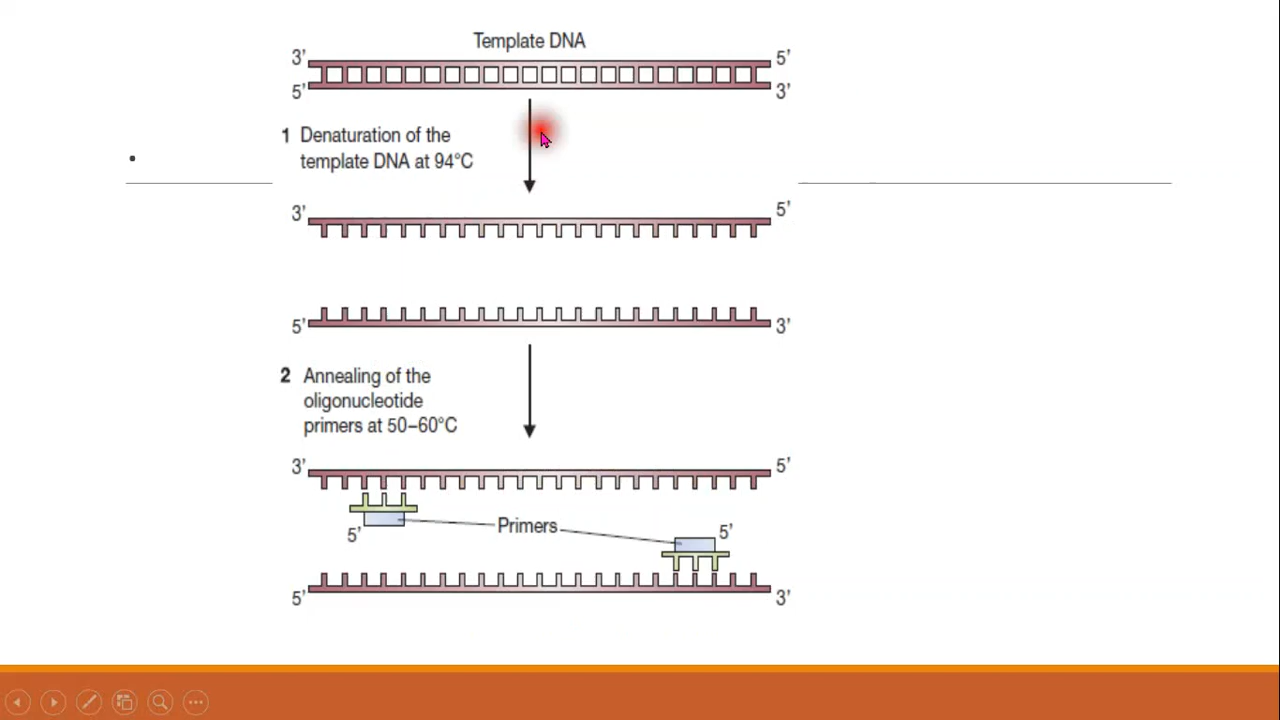 Template DNA
3’ 5’
5’ 3’
1 Denaturation of the
template DNA at 94°C
3’ 5’
5’ 3’
2 Annealing of the
oligonucleotide
primers at 50–60°C
3’ 5’
5’ Primers 5’
5’ 3’